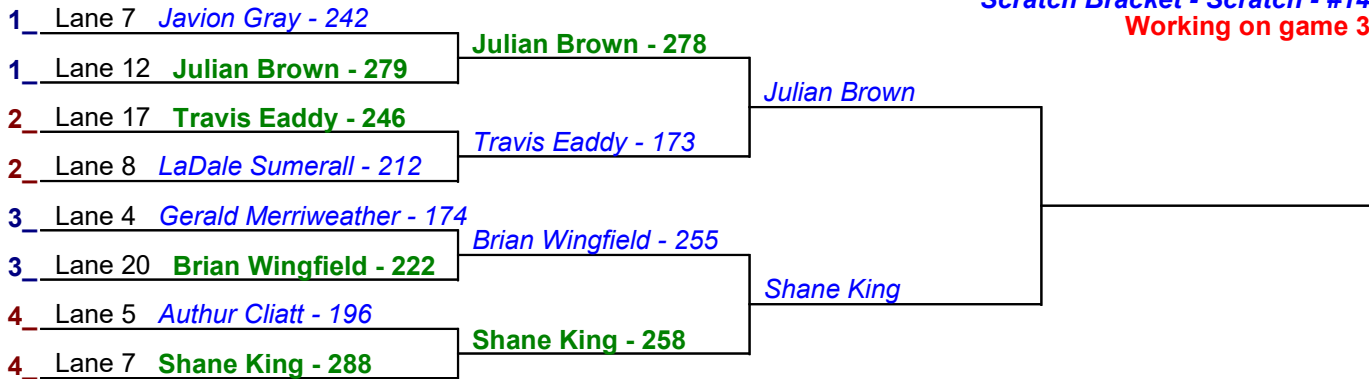 Scratch Bracket - Scratch - #14
Working on game 3
1_ Lane 7 Javion Gray - 242
1_ Lane 12 Julian Brown - 279
2_ Lane 17 Travis Eaddy - 246
2_ Lane 8 LaDale Sumerall - 212
3_ Lane 4 Gerald Merriweather - 174
3_ Lane 20 Brian Wingfield - 222
4_ Lane 5 Authur Cliatt - 196
4_ Lane 7 Shane King - 288
Julian Brown - 278
Travis Eaddy - 173
Brian Wingfield - 255
Shane King - 258
Julian Brown
Shane King